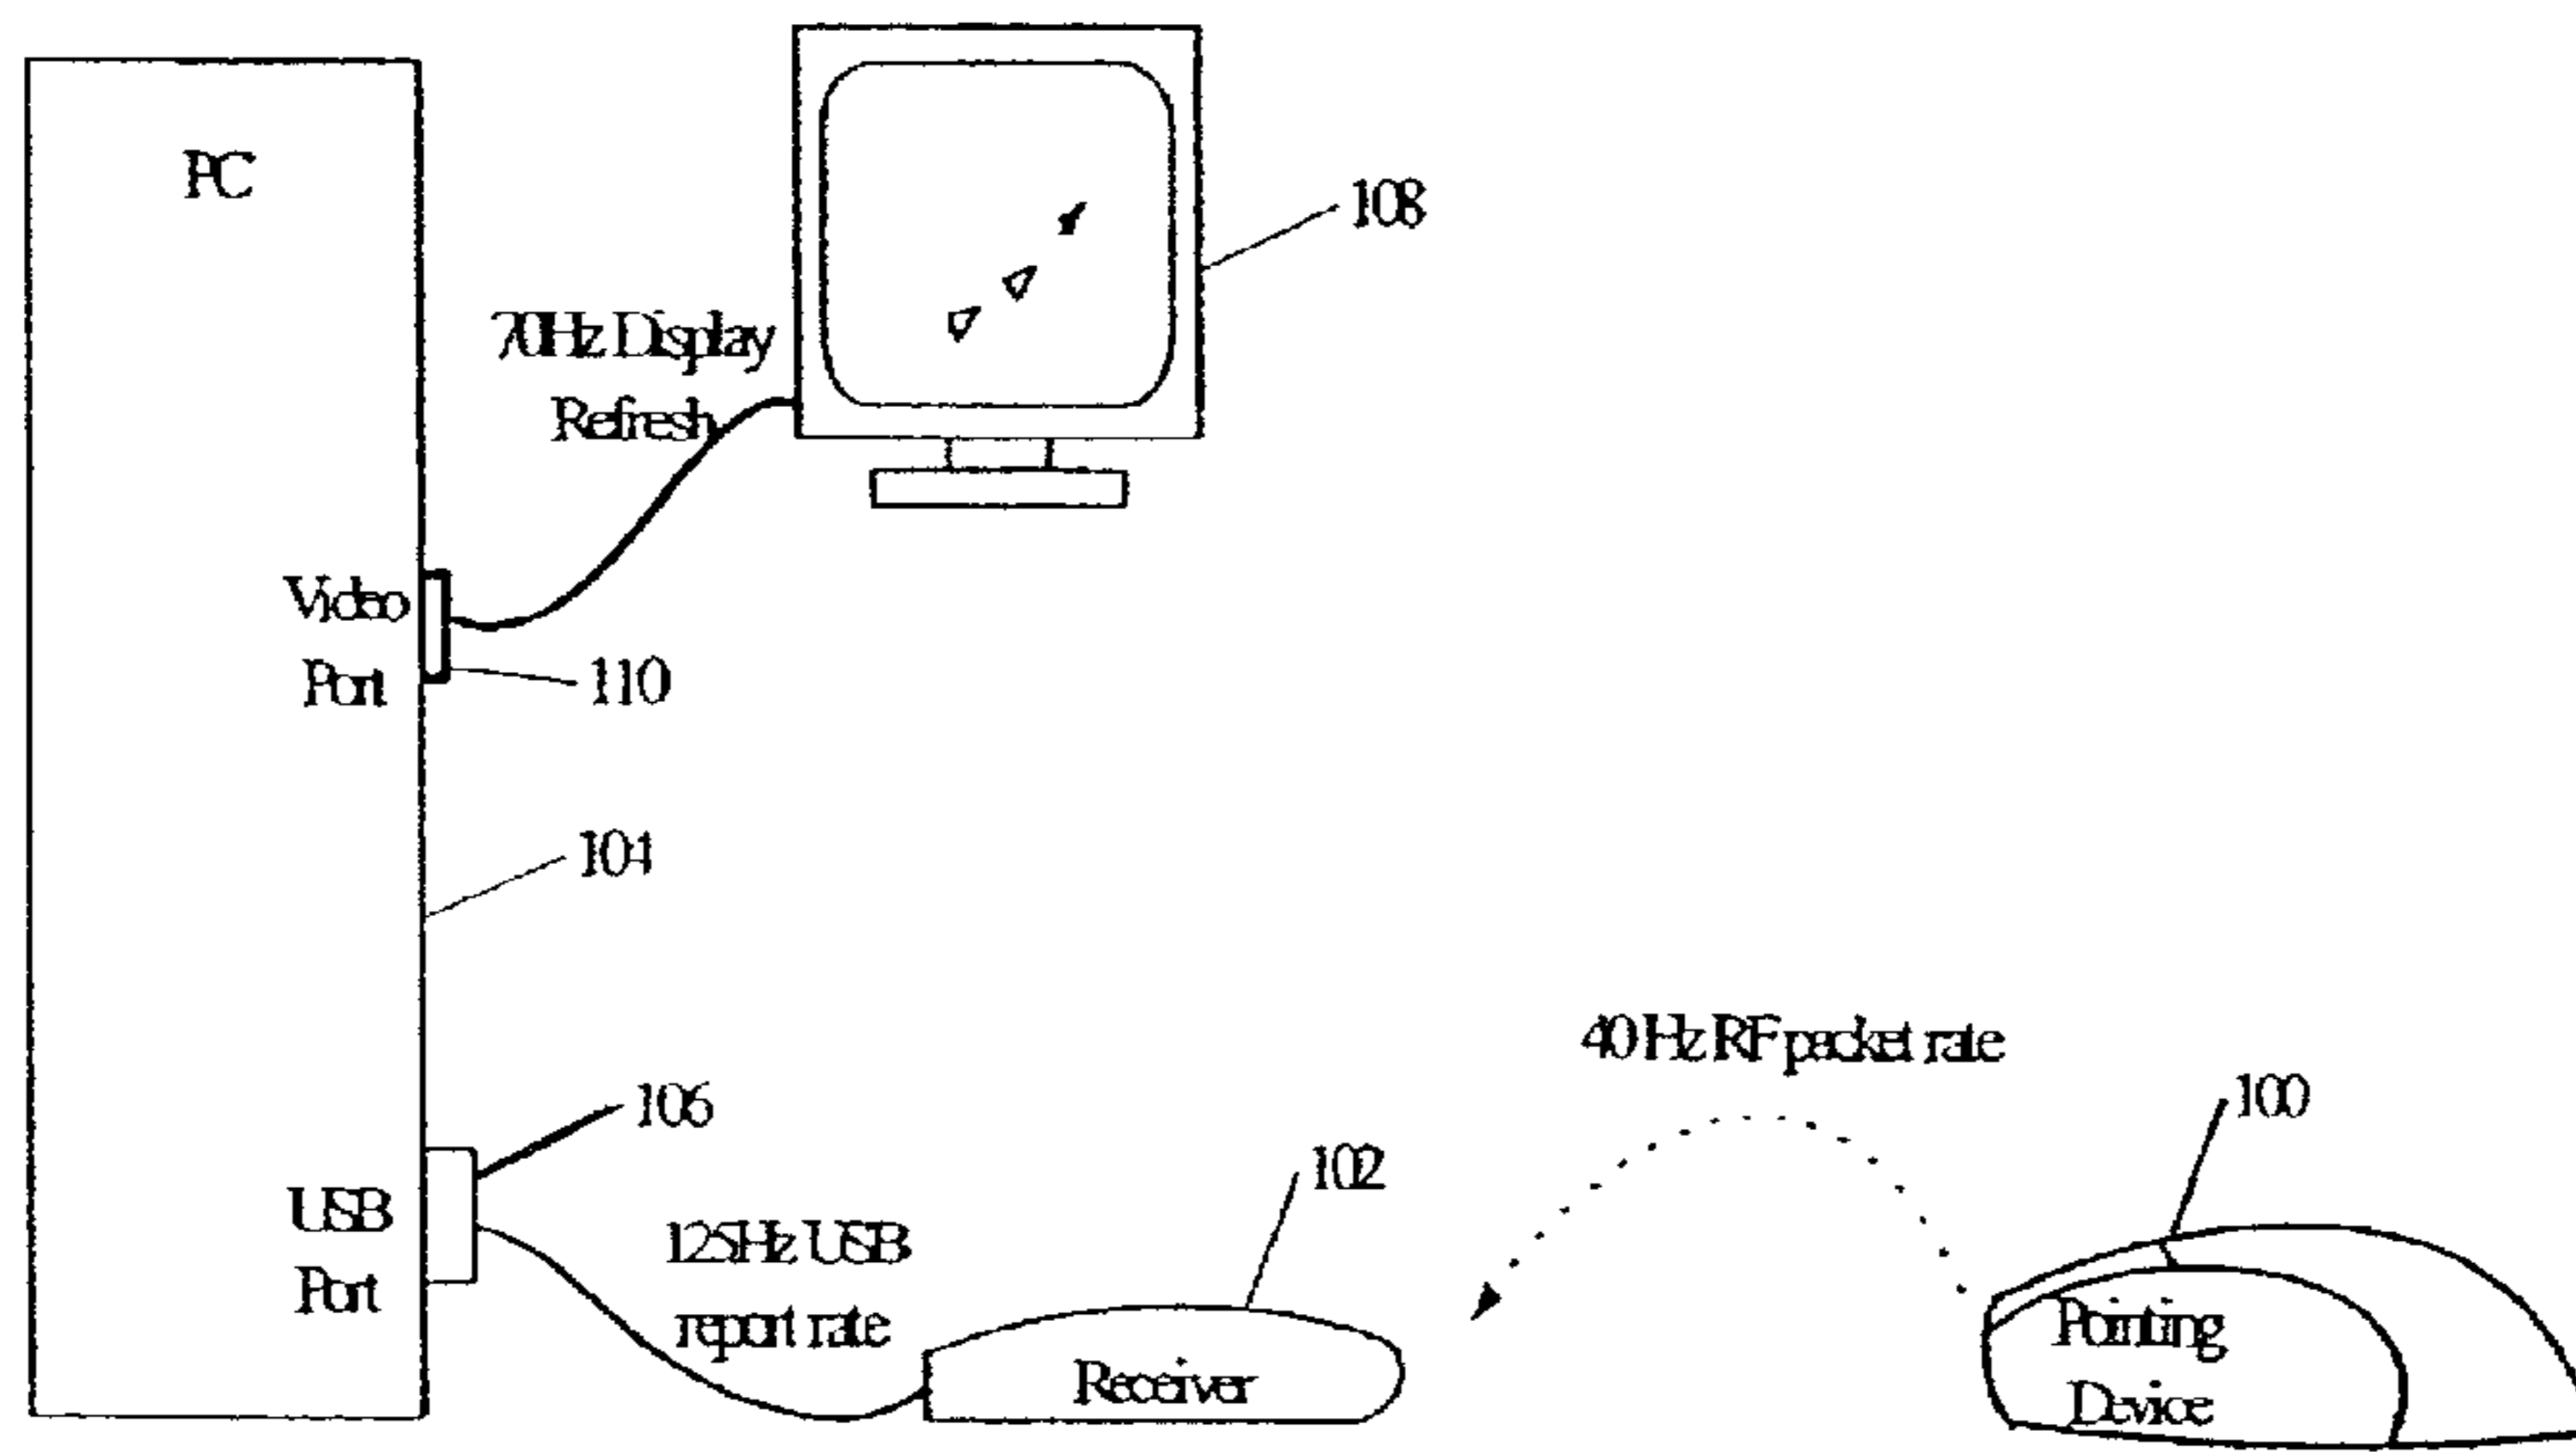 PC
108
70Hz Display
Refresh
Video
Port
110
104
40 Hz RF packet rate
100
106
102
USB
Port
125Hz USB
report rate
Receiver
Pointing
Device